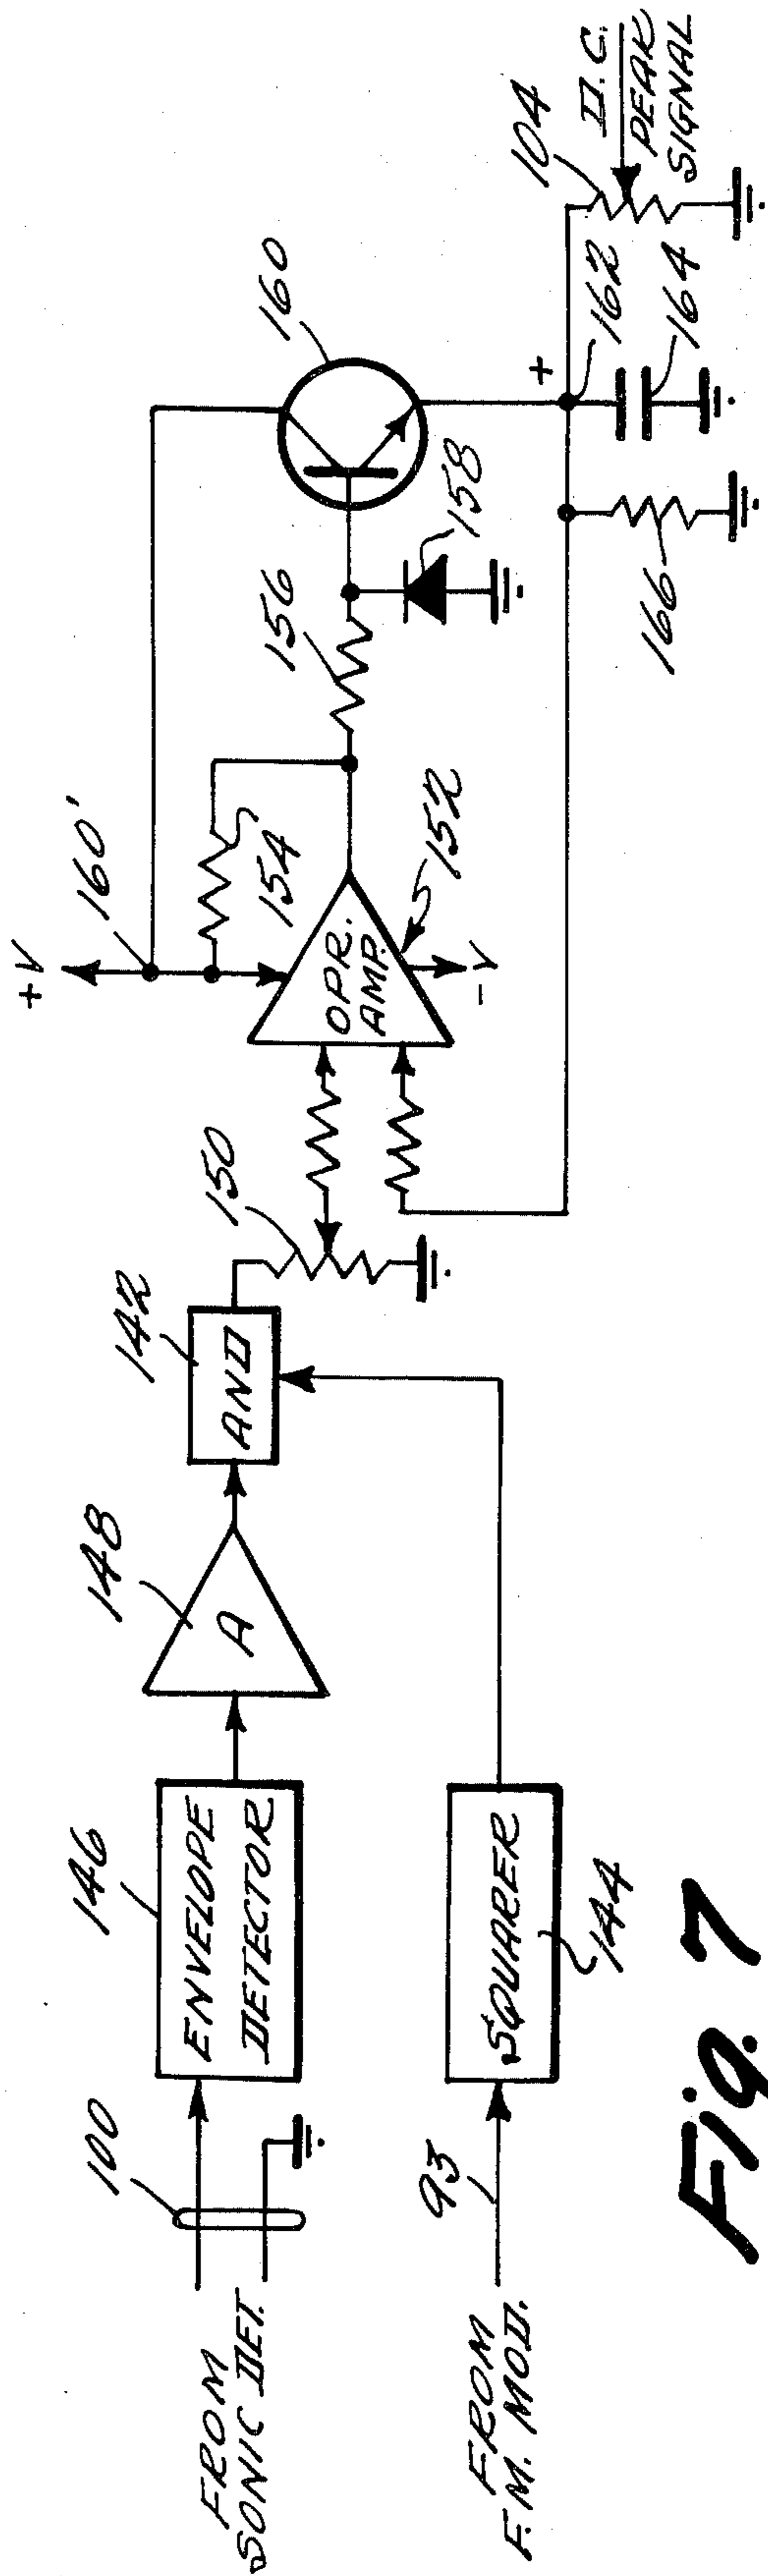 FROM
SONIC DET.
100
146
ENVELOPE
DETECTOR
148
A
142
AND
150
FROM
F.M. MOD.
93
SQUARER
144
+V
160'
154
OPR.
AMP.
152
-V
156
158
160
+
162
164
166
104
D.C.
PEAK
SIGNAL
Fig. 7